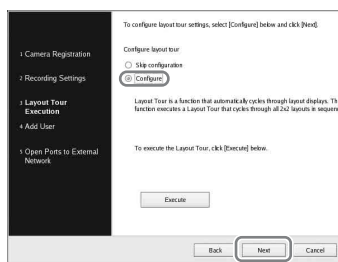 To configure layout tour settings, select [Configure] below and click [Next].
Configure layout tour
Skip configuration
Configure
Layout Tour is a function that automatically cycles through layout displays.
function executes a Layout Tour that cycles through all 2x2 layouts in
To execute the Layout Tour, click [Execute] below.
Execute
1 Camera Registration
2 Recording Settings
3 Layout Tour
Execution
4 Add User
5 Open Ports to External
Network
Back
Next
Cancel